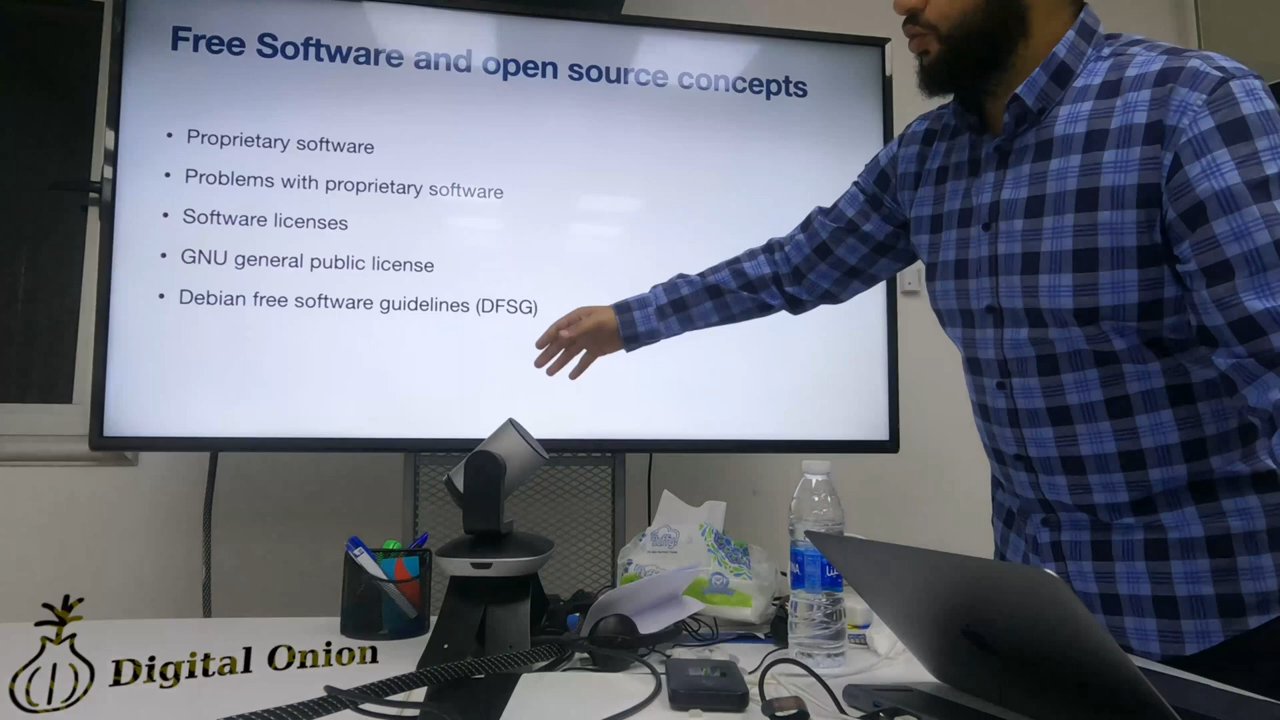 Free Software and open source concepts
• Proprietary software
• Problems with proprietary software
• Software licenses
• GNU general public license
• Debian free software guidelines (DFSG)
Digital Onion